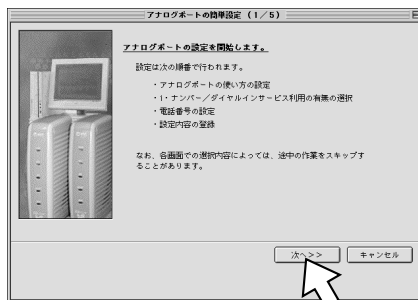 アナログポートの簡単設定（1／5）
アナログポートの設定を開始します。
設定は次の順番で行われます。
・アナログポートの使い方の設定
・i・ナンバー／ダイヤルインサービス利用の有無の選択
・電話番号の設定
・設定内容の登録
なお、各画面での選択内容によっては、途中の作業をスキップす
ることがあります。
次へ>>
キャンセル